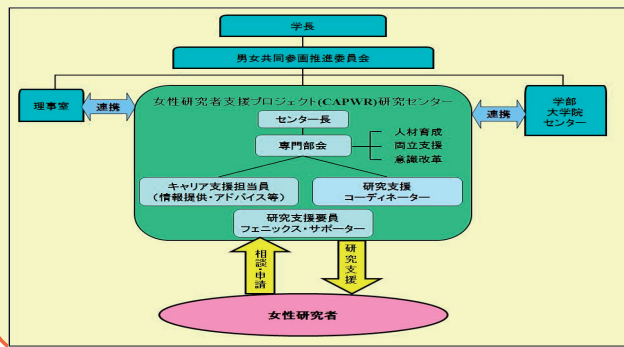 学長
男女共同参画推進委員会
理事室
連携
女性研究者支援プロジェクト(CAPWR)研究センター
連携
学部
大学院
センター
センター長
専門部会
人材育成
両立支援
意識改革
キャリア支援担当員
(情報提供・アドバイス等)
研究支援
コーディネーター
研究支援要員
フェニックス・サポーター
相談・申請
研究支援
女性研究者